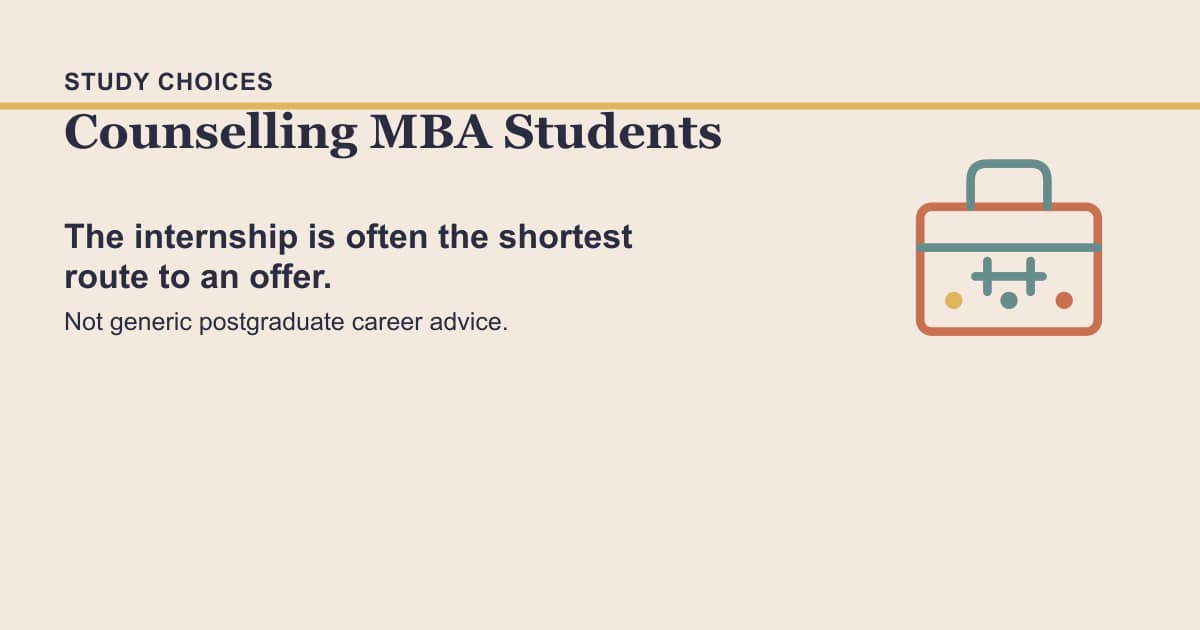 STUDY CHOICES
Counselling MBA Students
The internship is often the shortest
route to an offer.
Not generic postgraduate career advice.